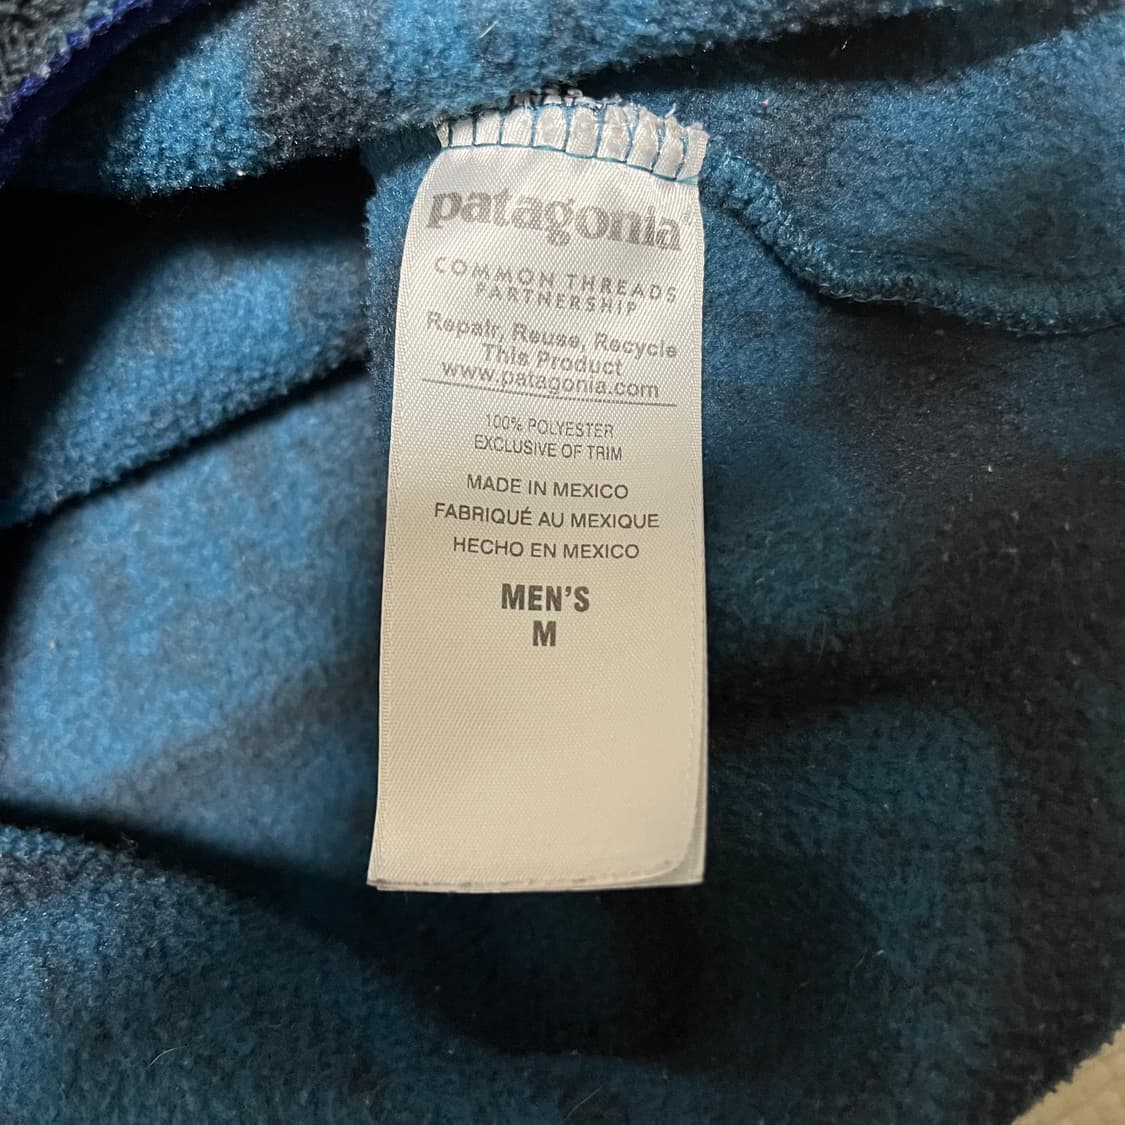 patagonia®
COMMON THREADS
PARTNERSHIP
Repair, Reuse, Recycle
This Product
www.patagonia.com
100% POLYESTER
EXCLUSIVE OF TRIM
MADE IN MEXICO
FABRIQUÉ AU MEXIQUE
HECHO EN MEXICO
MEN'S
M